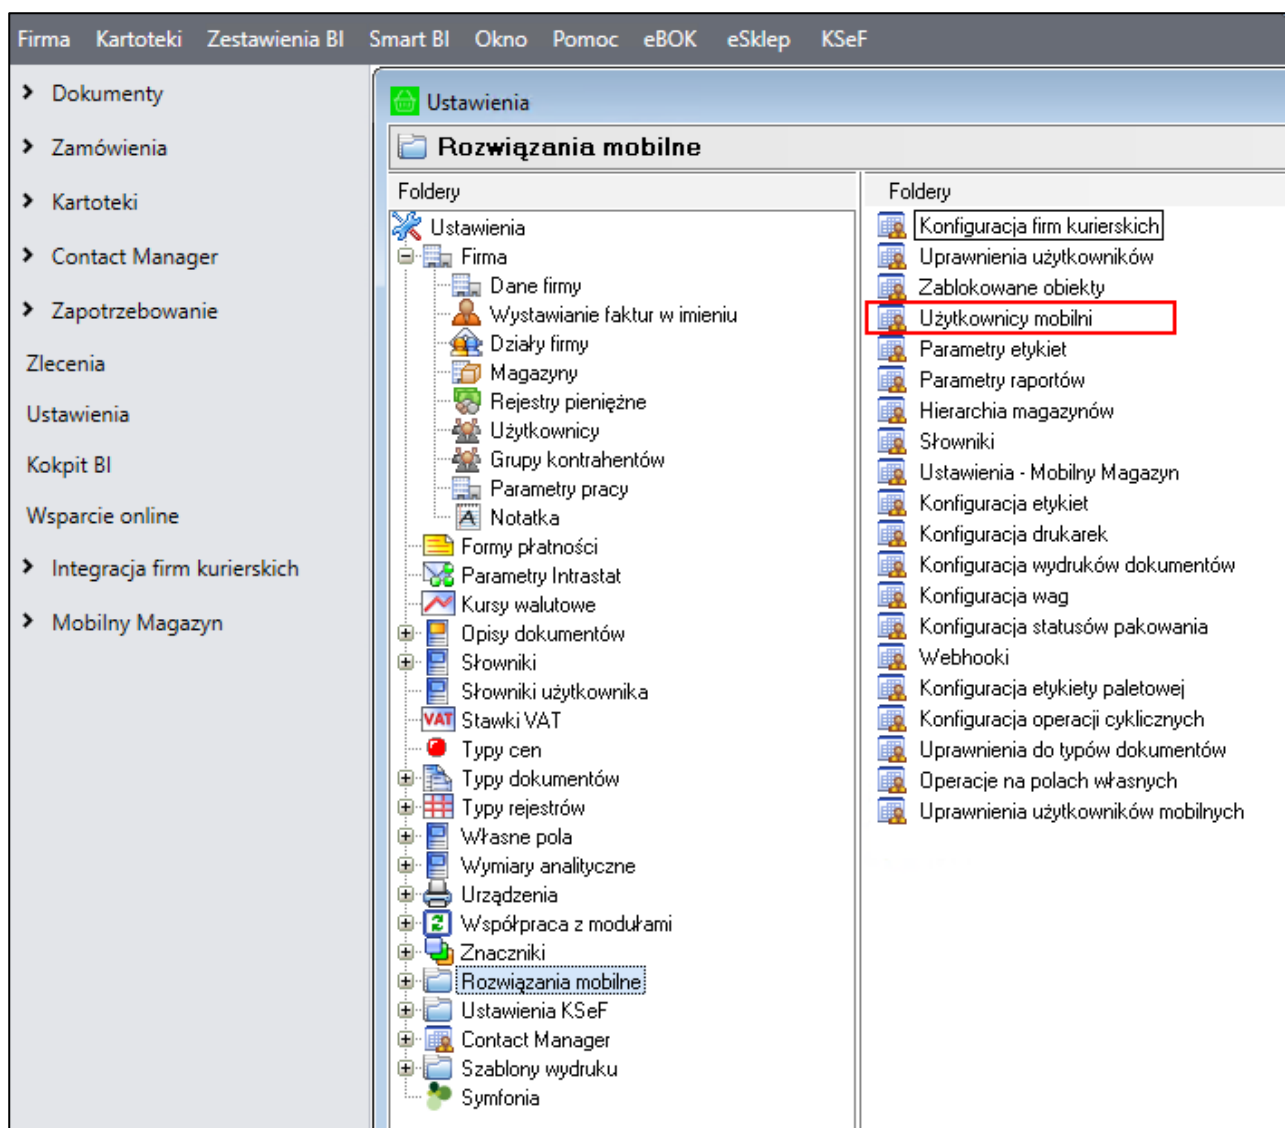 Firma Kartoteki Zestawienia BI Smart BI Okno Pomoc eBOK eSklep KSeF
Dokumenty
Zamówienia
Kartoteki
Contact Manager
Zapotrzebowanie
Zlecenia
Ustawienia
Kokpit BI
Wsparcie online
Integracja firm kurierskich
Mobilny Magazyn
Ustawienia
Rozwiązania mobilne
Foldery
Ustawienia
Firma
Dane firmy
Wystawianie faktur w imieniu
Działy firmy
Magazyny
Rejestry pieniężne
Użytkownicy
Grupy kontrahentów
Parametry pracy
Notatka
Formy płatności
Parametry Intrastat
Kursy walutowe
Opisy dokumentów
Słowniki
Słowniki użytkownika
VAT Stawki VAT
Typy cen
Typy dokumentów
Typy rejestrów
Własne pola
Wymiary analityczne
Urządzenia
Współpraca z modułami
Znaczniki
Rozwiązania mobilne
Ustawienia KSeF
Contact Manager
Szablony wydruku
Symfonia
Foldery
Konfiguracja firm kurierskich
Uprawnienia użytkowników
Zablokowane obiekty
Użytkownicy mobilni
Parametry etykiet
Parametry raportów
Hierarchia magazynów
Słowniki
Ustawienia - Mobilny Magazyn
Konfiguracja etykiet
Konfiguracja drukarek
Konfiguracja wydruków dokumentów
Konfiguracja wag
Konfiguracja statusów pakowania
Webhooki
Konfiguracja etykiety paletowej
Konfiguracja operacji cyklicznych
Uprawnienia do typów dokumentów
Operacje na polach własnych
Uprawnienia użytkowników mobilnych